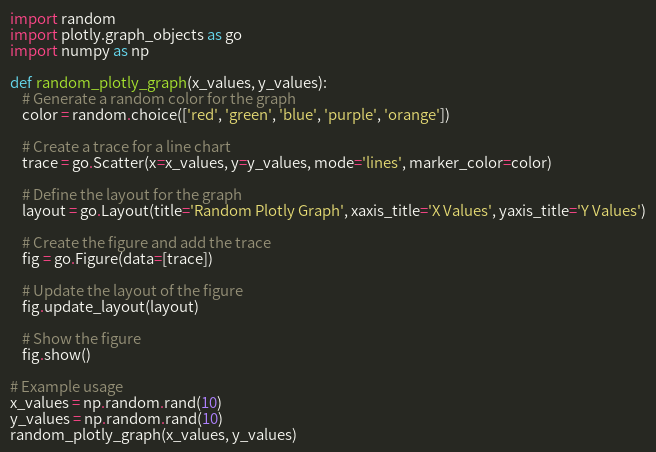 import random
import plotly.graph_objects as go
import numpy as np
def random_plotly_graph(x_values, y_values):
# Generate a random color for the graph
color = random.choice(['red', 'green', 'blue', 'purple', 'orange'])
# Create a trace for a line chart
trace = go.Scatter(x=x_values, y=y_values, mode='lines', marker_color=color)
# Define the layout for the graph
layout = go.Layout(title='Random Plotly Graph', xaxis_title='X Values', yaxis_title='Y Values')
# Create the figure and add the trace
fig = go.Figure(data=[trace])
# Update the layout of the figure
fig.update_layout(layout)
# Show the figure
fig.show()
# Example usage
x_values = np.random.rand(10)
y_values = np.random.rand(10)
random_plotly_graph(x_values, y_values)